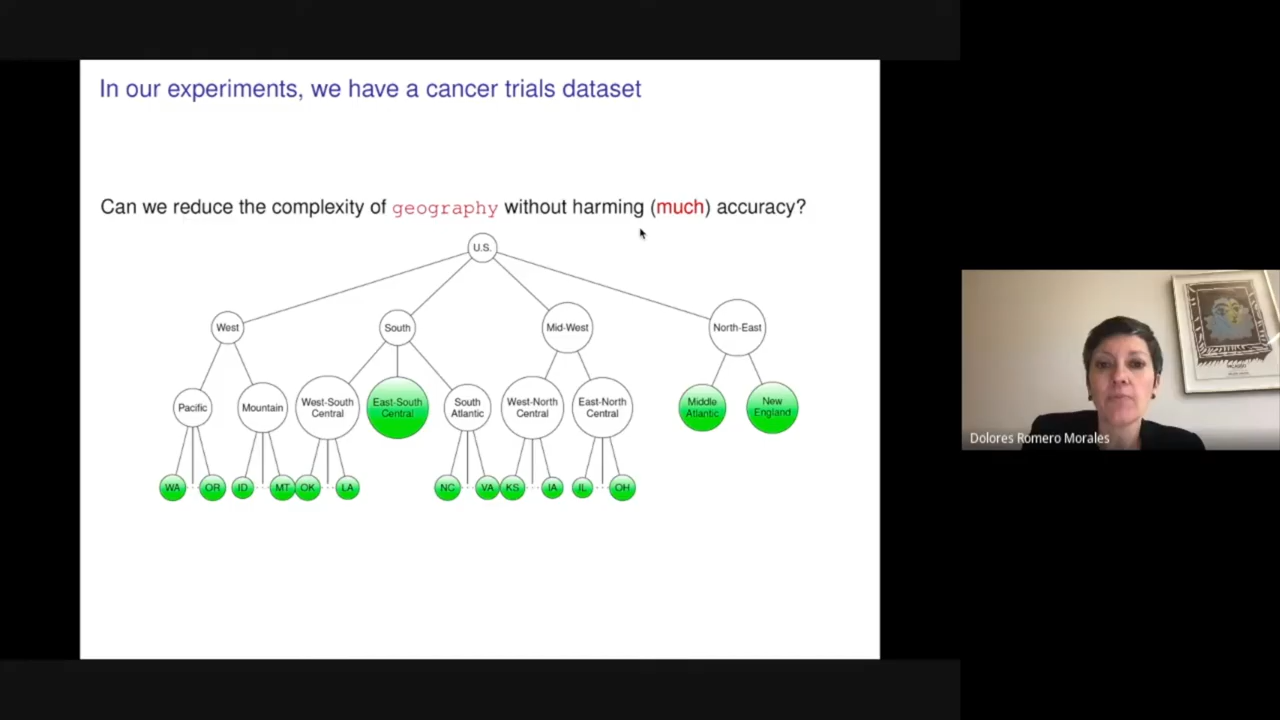 In our experiments, we have a cancer trials dataset
Can we reduce the complexity of geography without harming (much) accuracy?
U.S.
West
South
Mid-West
North-East
Pacific
Mountain
West-South
Central
East-South
Central
South
Atlantic
West-North
Central
East-North
Central
Middle
Atlantic
New
England
WA
OR
ID
MT
OK
LA
NC
VA
KS
IA
IL
OH
Dolores Romero Morales